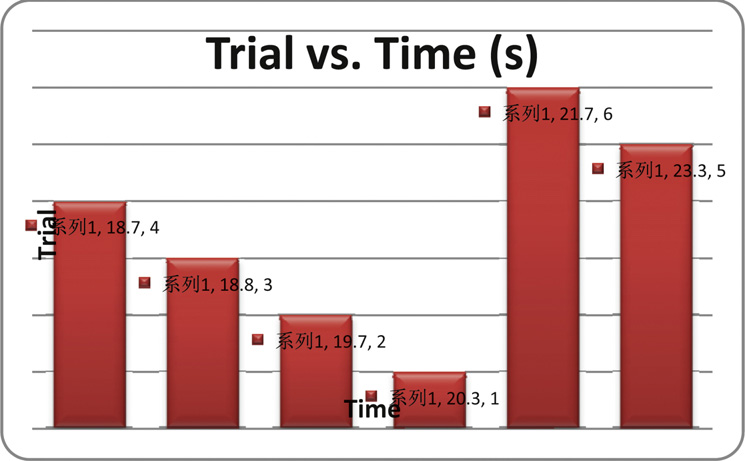 Trial vs. Time (s)
系列1, 21.7, 6
系列1, 23.3, 5
Trial
系列1, 18.7, 4
系列1, 18.8, 3
系列1, 19.7, 2
系列1, 20.3, 1
Time